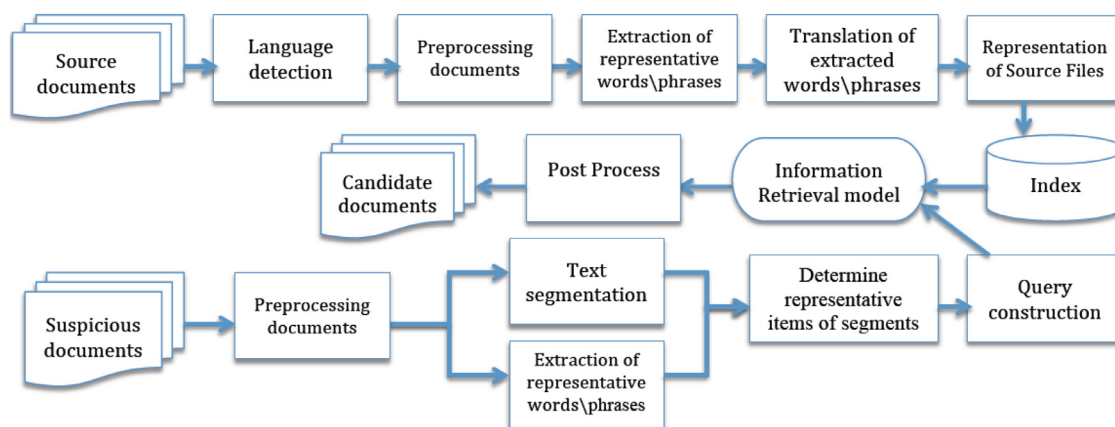 Source
documents
Language
detection
Preprocessing
documents
Extraction of
representative
words\phrases
Translation of
extracted
words\phrases
Representation
of Source Files
Candidate
documents
Post Process
Information
Retrieval model
Index
Suspicious
documents
Preprocessing
documents
Text
segmentation
Extraction of
representative
words\phrases
Determine
representative
items of segments
Query
construction